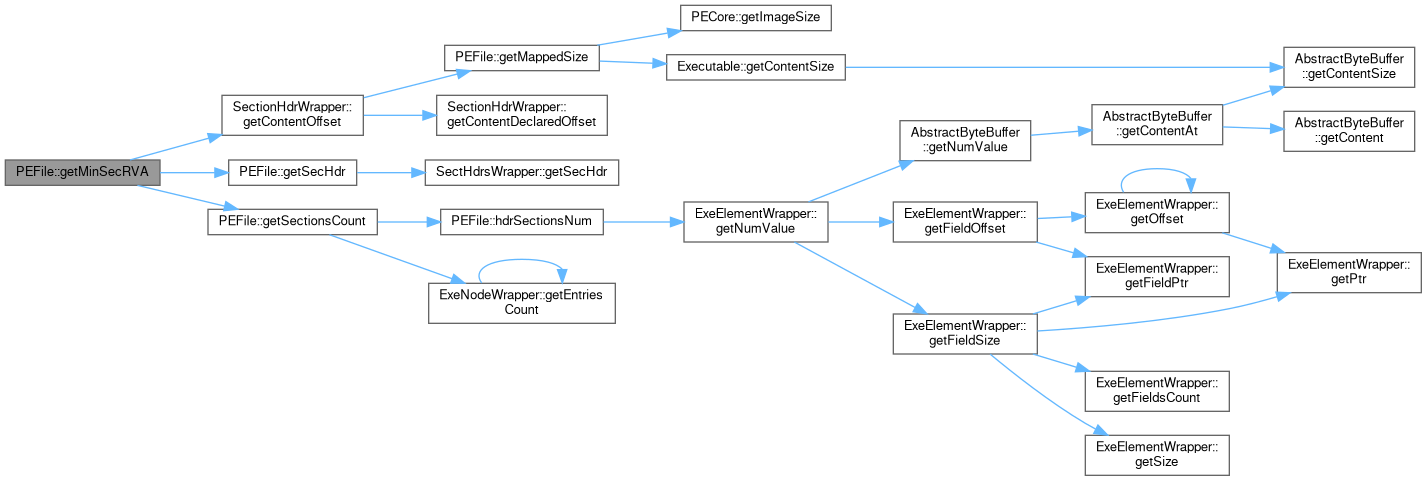 PEFile::getMinSecRVA
SectionHdrWrapper::
getContentOffset
PEFile::getMappedSize
PECore::getImageSize
Executable::getContentSize
AbstractByteBuffer
::getContentSize
SectionHdrWrapper::
getContentDeclaredOffset
PEFile::getSecHdr
SectHdrsWrapper::getSecHdr
PEFile::getSectionsCount
PEFile::hdrSectionsNum
ExeElementWrapper::
getNumValue
AbstractByteBuffer
::getNumValue
AbstractByteBuffer
::getContentAt
AbstractByteBuffer
::getContent
ExeElementWrapper::
getFieldOffset
ExeElementWrapper::
getOffset
ExeElementWrapper::
getFieldPtr
ExeElementWrapper::
getPtr
ExeElementWrapper::
getFieldSize
ExeElementWrapper::
getFieldsCount
ExeElementWrapper::
getSize
ExeNodeWrapper::getEntries
Count